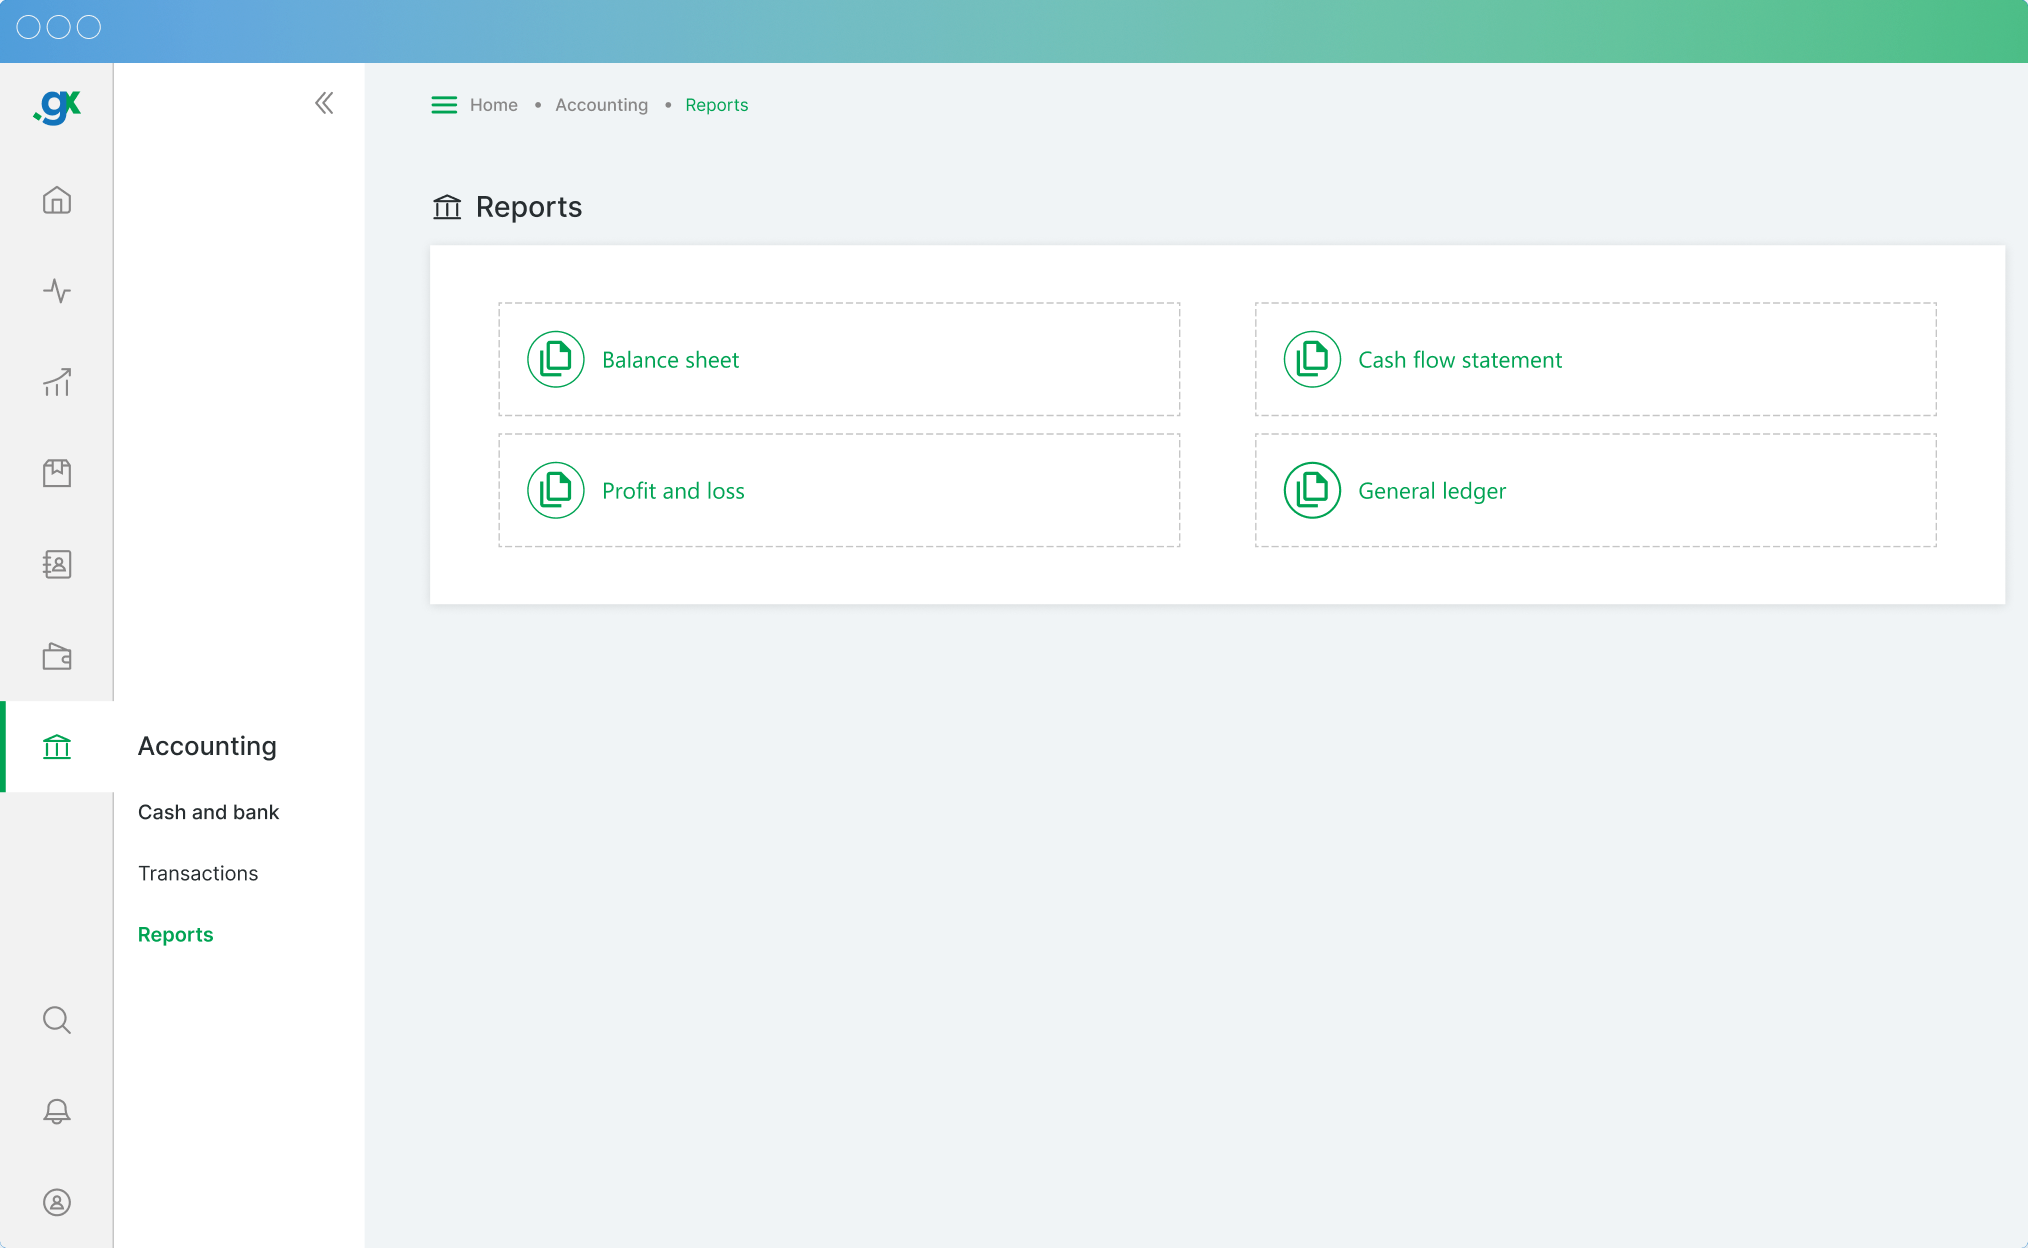 .gx
Home • Accounting • Reports
Reports
Balance sheet
Cash flow statement
Profit and loss
General ledger
Accounting
Cash and bank
Transactions
Reports